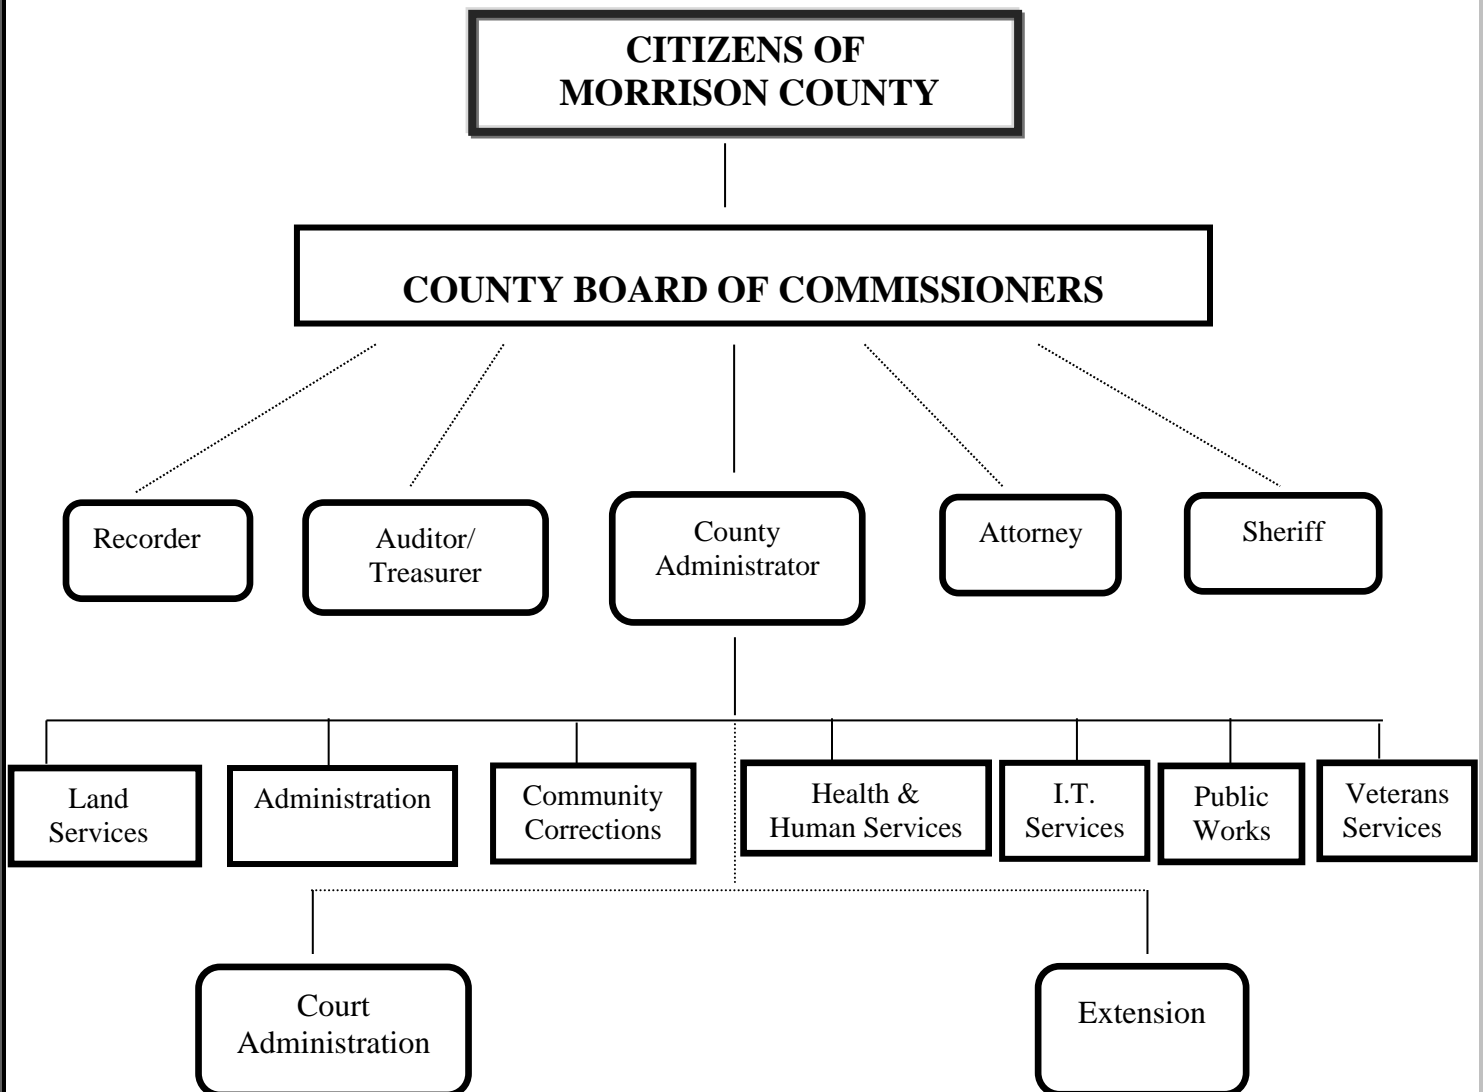 CITIZENS OF
MORRISON COUNTY
COUNTY BOARD OF COMMISSIONERS
Recorder
Auditor/
Treasurer
County
Administrator
Attorney
Sheriff
Land
Services
Administration
Community
Corrections
Health &
Human Services
I.T.
Services
Public
Works
Veterans
Services
Court
Administration
Extension